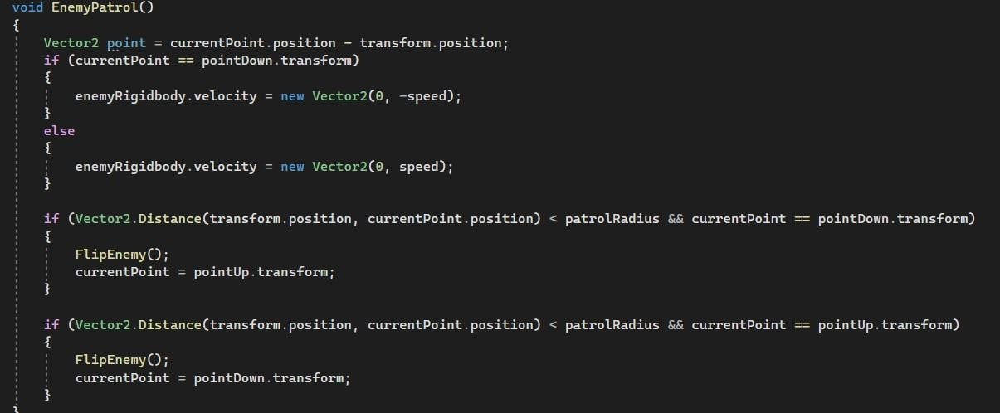 void EnemyPatrol()
{
    Vector2 point = currentPoint.position - transform.position;
    if (currentPoint == pointDown.transform)
    {
        enemyRigidbody.velocity = new Vector2(0, -speed);
    }
    else
    {
        enemyRigidbody.velocity = new Vector2(0, speed);
    }

    if (Vector2.Distance(transform.position, currentPoint.position) < patrolRadius && currentPoint == pointDown.transform)
    {
        FlipEnemy();
        currentPoint = pointUp.transform;
    }

    if (Vector2.Distance(transform.position, currentPoint.position) < patrolRadius && currentPoint == pointUp.transform)
    {
        FlipEnemy();
        currentPoint = pointDown.transform;
    }
}